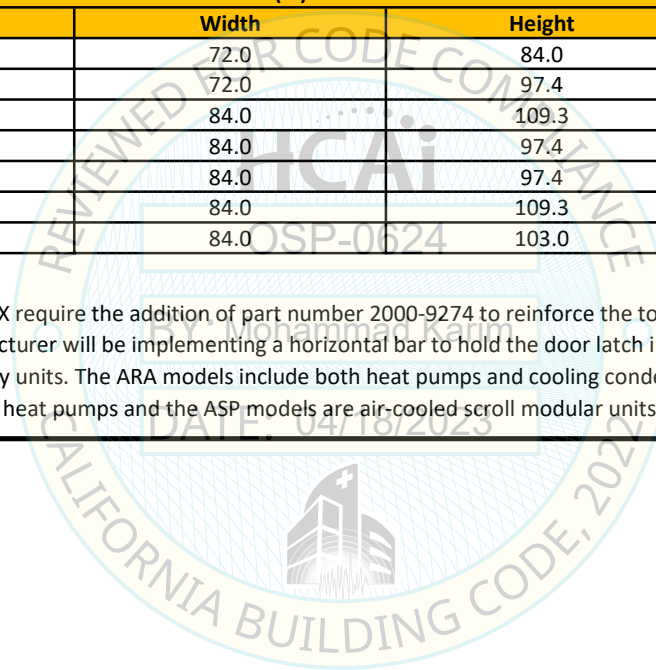 Width Height
72.0 84.0
72.0 97.4
84.0 109.3
84.0 97.4
84.0 97.4
84.0 109.3
84.0 103.0
X require the addition of part number 2000-9274 to reinforce the to
cturer will be implementing a horizontal bar to hold the door latch i
y units. The ARA models include both heat pumps and cooling conde
heat pumps and the ASP models are air-cooled scroll modular units
REVIEWED FOR CODE COMPLIANCE
HCAi
OSP-0624
BY: Mohammad Karim
DATE: 04/18/2023
CALIFORNIA BUILDING CODE, 2022